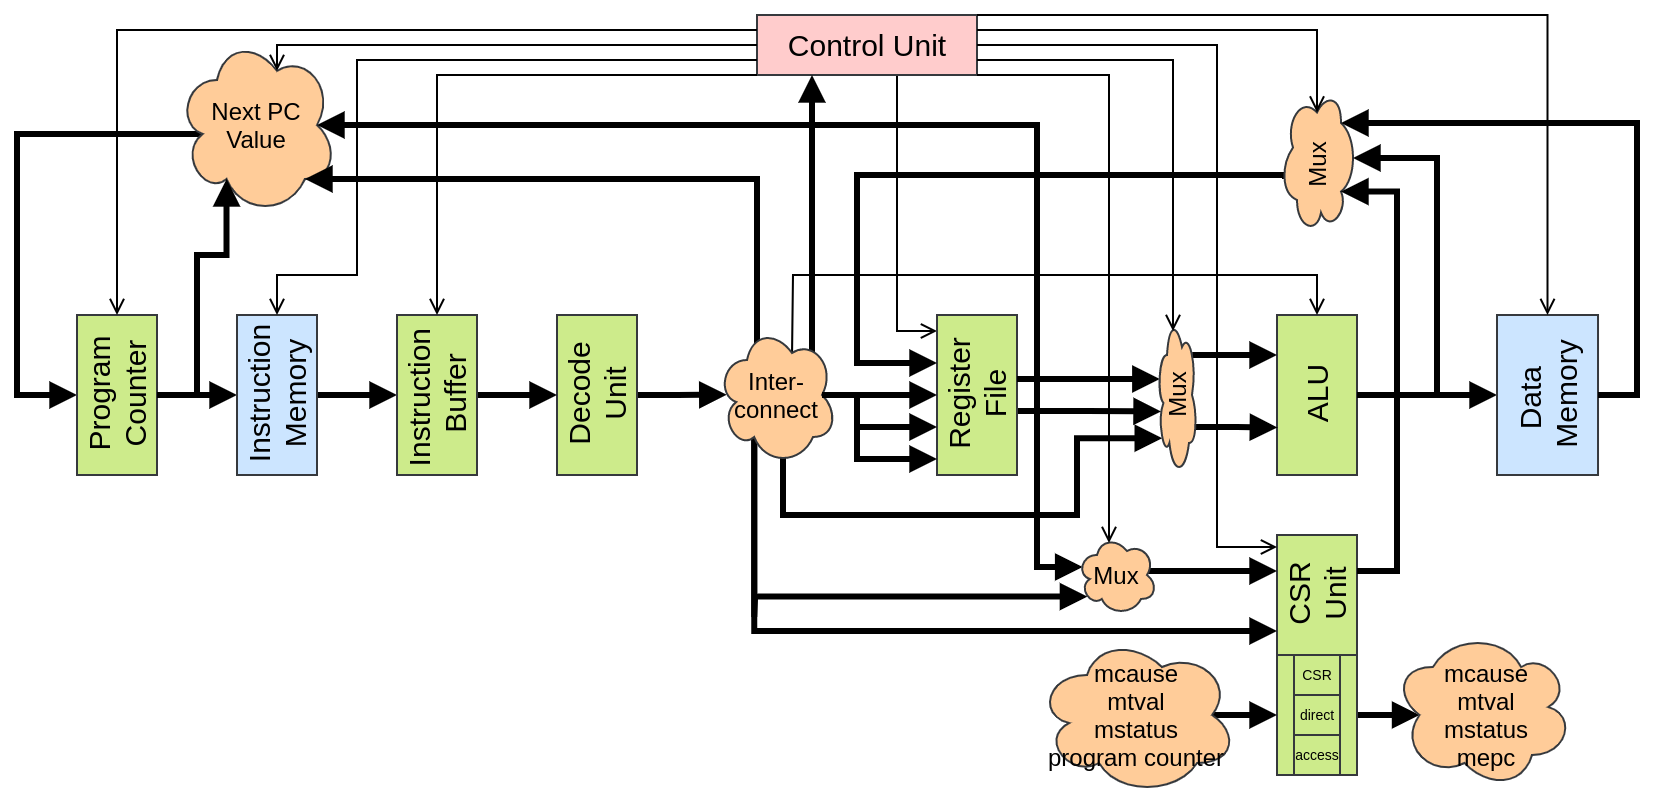 Control Unit
Next PC
Value
Mux
Program
Counter
Instruction
Memory
Instruction
Buffer
Decode
Unit
Inter-
connect
Register
File
Mux
ALU
Data
Memory
Mux
CSR
Unit
mcause
mtval
mstatus
program counter
CSR
direct
access
mcause
mtval
mstatus
mepc